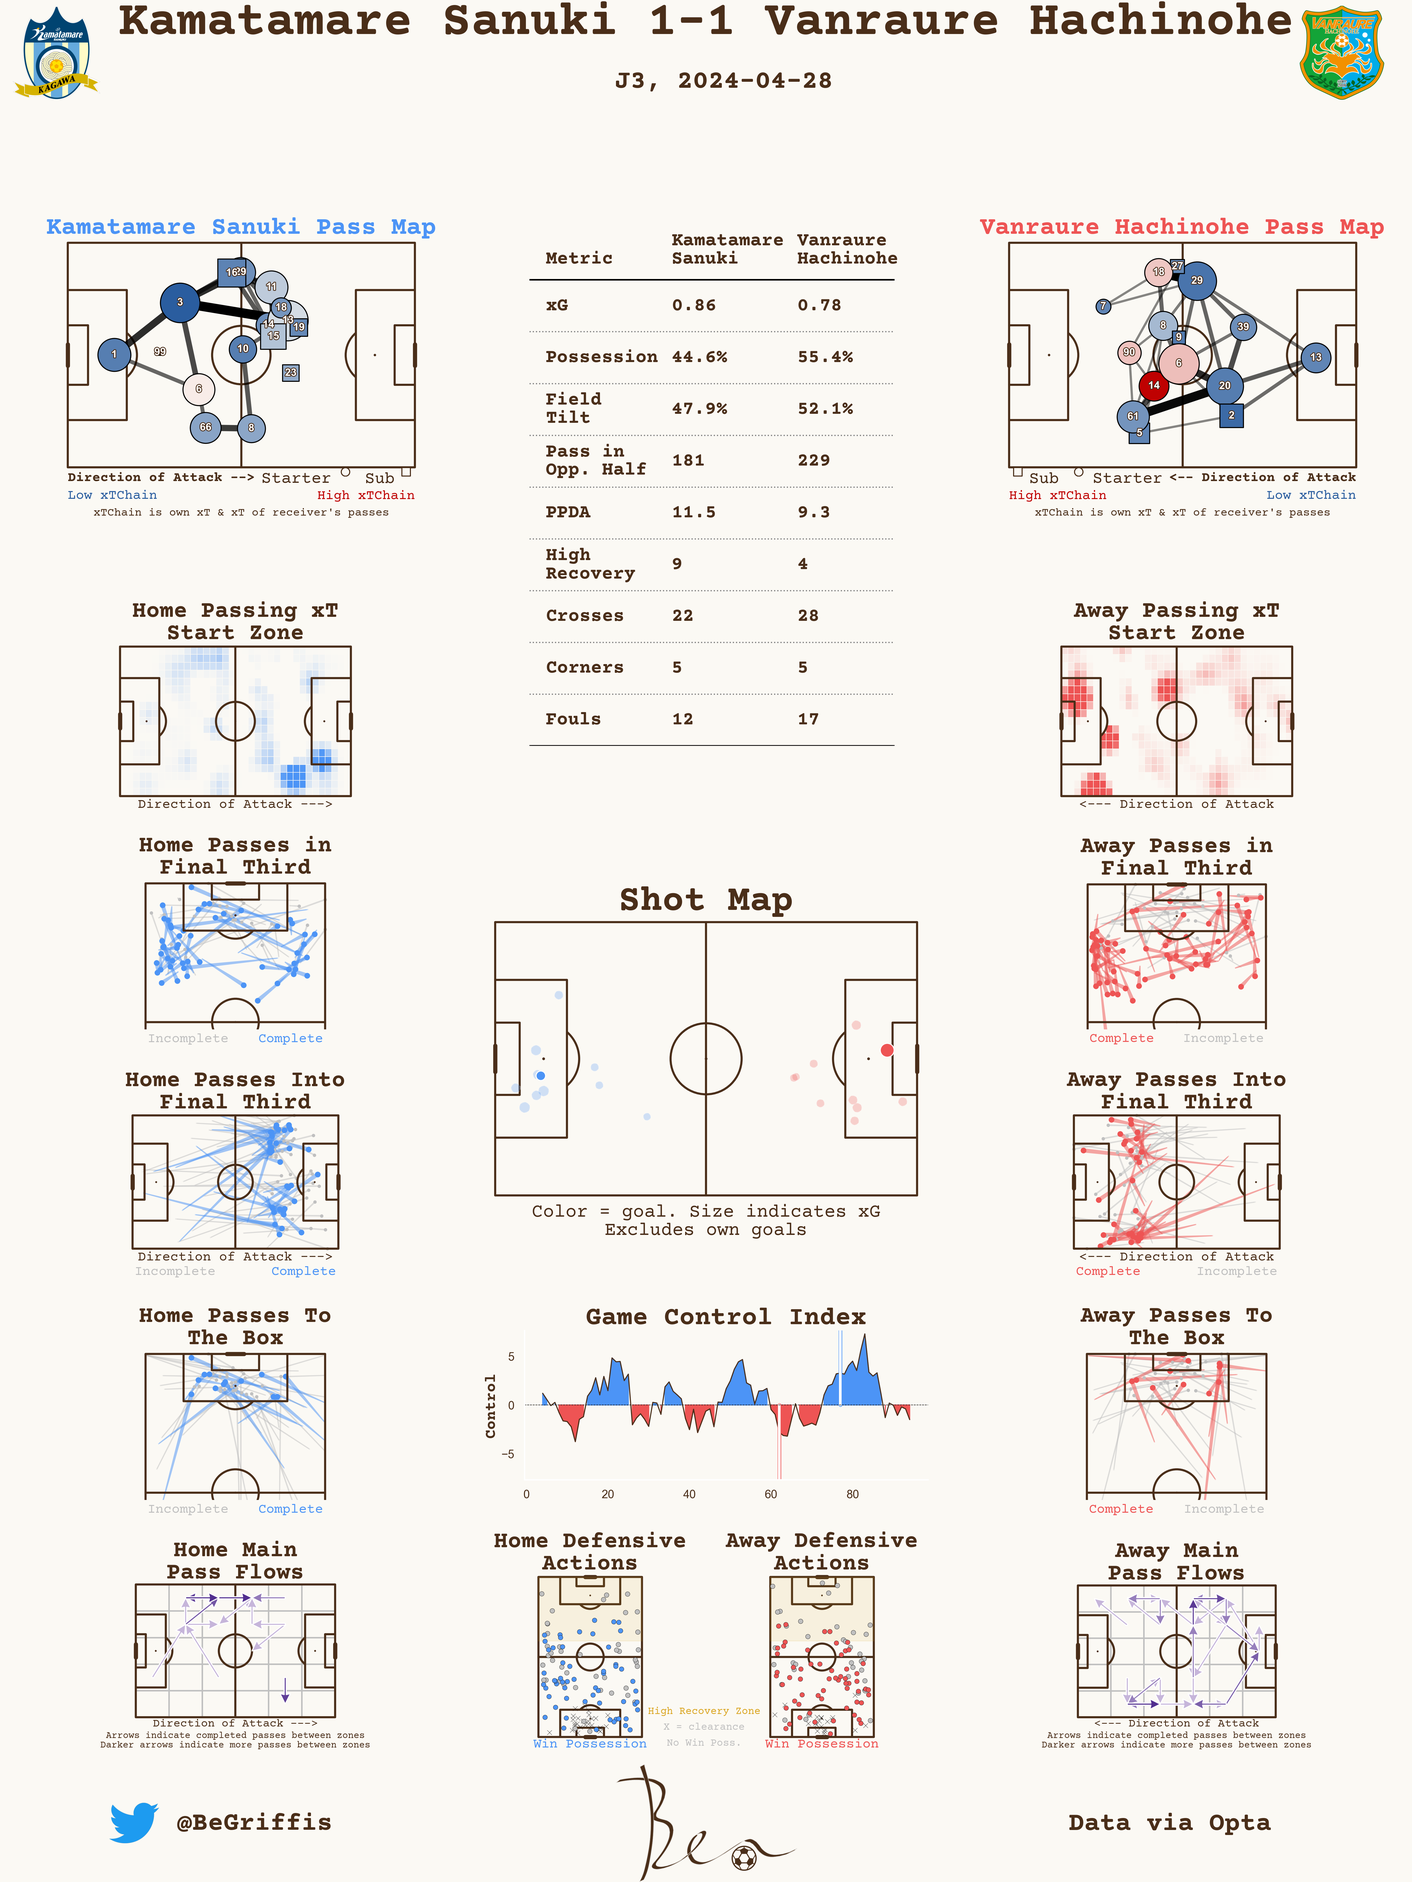 Kamatamare Sanuki 1-1 Vanraure Hachinohe
J3, 2024-04-28
Kamatamare
KAGAWA
VANRAURE
HACHINOHE
Kamatamare Sanuki Pass Map
16
29
11
3
18
13
14
19
15
1
99
10
23
6
66
8
Direction of Attack --> Starter Sub
Low xTChain High xTChain
xTChain is own xT & xT of receiver's passes
Metric Kamatamare Sanuki Vanraure Hachinohe
xG 0.86 0.78
Possession 44.6% 55.4%
Field Tilt 47.9% 52.1%
Pass in Opp. Half 181 229
PPDA 11.5 9.3
High Recovery 9 4
Crosses 22 28
Corners 5 5
Fouls 12 17
Vanraure Hachinohe Pass Map
18
27
29
7
8
39
9
90
6
13
14
20
61
2
5
Sub Starter <-- Direction of Attack
High xTChain Low xTChain
xTChain is own xT & xT of receiver's passes
Home Passing xT
Start Zone
Direction of Attack --->
Away Passing xT
Start Zone
<--- Direction of Attack
Home Passes in
Final Third
Incomplete Complete
Away Passes in
Final Third
Complete Incomplete
Shot Map
Color = goal. Size indicates xG
Excludes own goals
Home Passes Into
Final Third
Direction of Attack --->
Incomplete Complete
Away Passes Into
Final Third
<--- Direction of Attack
Complete Incomplete
Home Passes To
The Box
Incomplete Complete
Game Control Index
Control
5
0
−5
0 20 40 60 80
Away Passes To
The Box
Complete Incomplete
Home Main
Pass Flows
Direction of Attack --->
Arrows indicate completed passes between zones
Darker arrows indicate more passes between zones
Home Defensive
Actions
Win Possession
High Recovery Zone
X = clearance
No Win Poss.
Away Defensive
Actions
Win Possession
Away Main
Pass Flows
<--- Direction of Attack
Arrows indicate completed passes between zones
Darker arrows indicate more passes between zones
@BeGriffis
Ben
Data via Opta